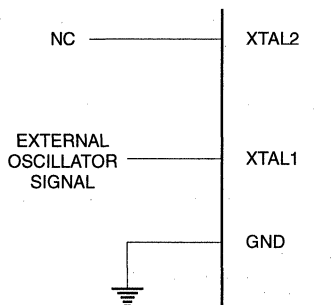 NC
XTAL2
EXTERNAL
OSCILLATOR
SIGNAL
XTAL1
GND